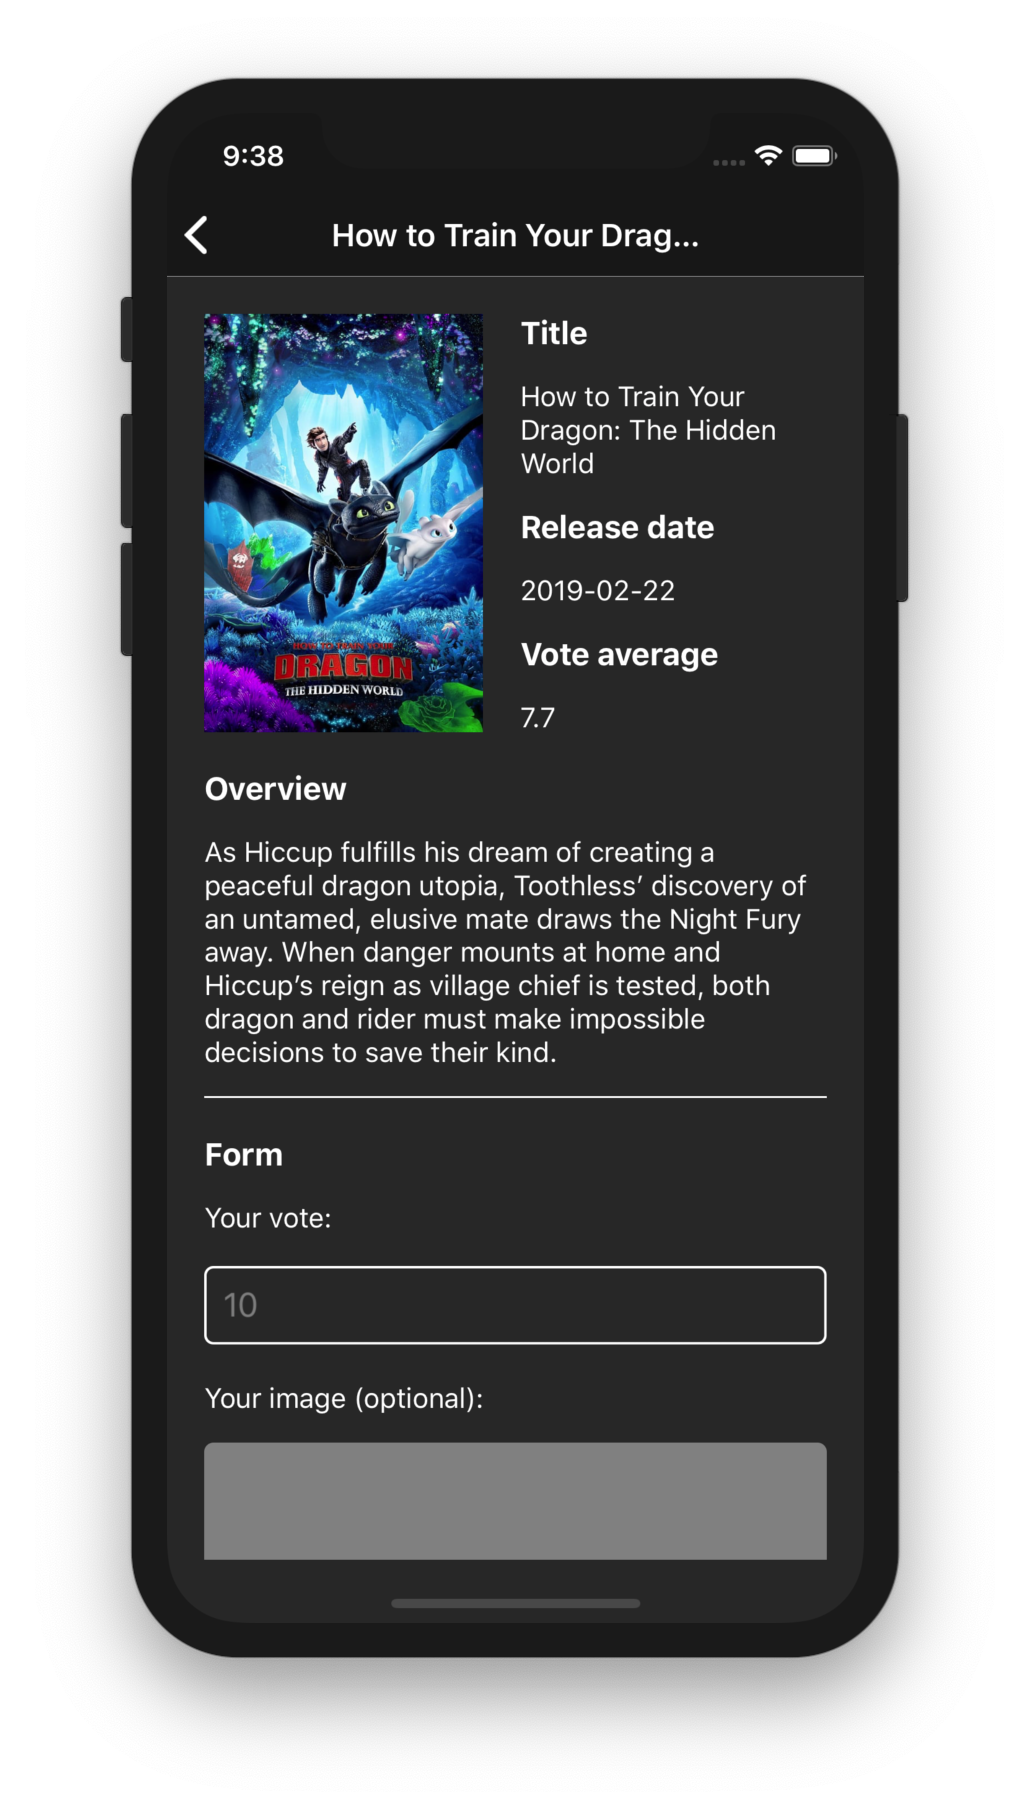 9:38
How to Train Your Drag...
HOW TO TRAIN YOUR
DRAGON
THE HIDDEN WORLD
Title
How to Train Your
Dragon: The Hidden
World
Release date
2019-02-22
Vote average
7.7
Overview
As Hiccup fulfills his dream of creating a
peaceful dragon utopia, Toothless’ discovery of
an untamed, elusive mate draws the Night Fury
away. When danger mounts at home and
Hiccup’s reign as village chief is tested, both
dragon and rider must make impossible
decisions to save their kind.
Form
Your vote:
10
Your image (optional):